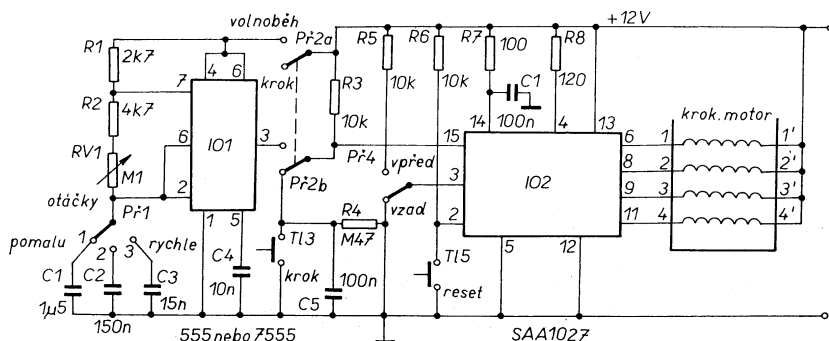 volnoběh
+12V
R1
2k7
Př2a
R5
R6
R7
100
R8
4
6
7
krok
R3
10k
10k
10k
C1
120
R2
4k7
100n
14
4
13
krok. motor
IO1
3
6
15
Př4
vpřed
6
1
1'
RV1
M1
Př2b
3
IO2
8
2
2'
otáčky
2
vzad
9
3
3'
Př1
1
5
R4
M47
2
11
4
4'
pomalu
1
2
3
rychle
C4
Tl3
krok
Tl5
reset
5
12
C1
C2
C3
10n
100n
C5
1µ5
150n
15n
555 nebo 7555
SAA1027